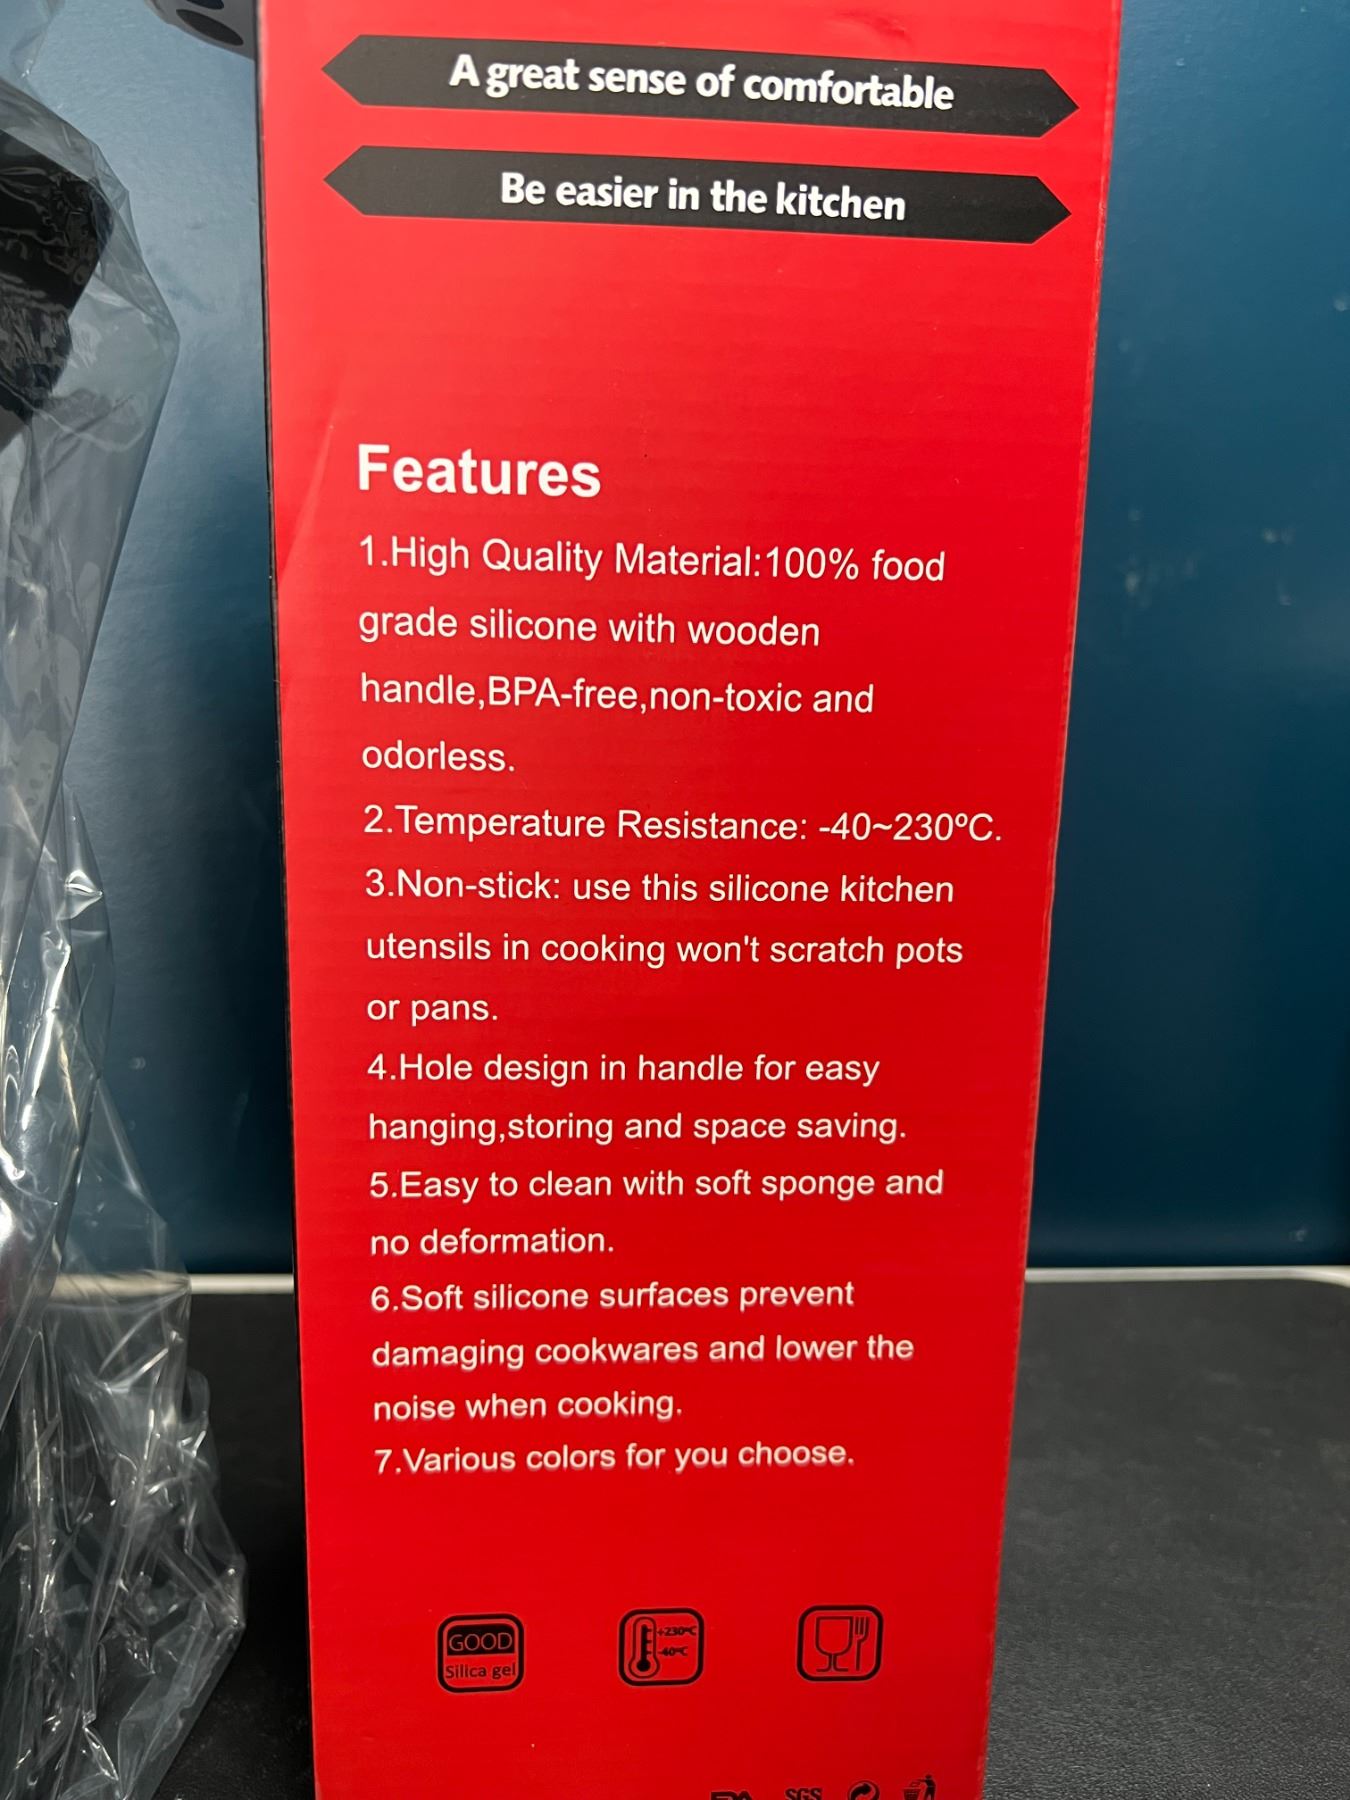 A great sense of comfortable
Be easier in the kitchen
Features
1.High Quality Material:100% food
grade silicone with wooden
handle,BPA-free,non-toxic and
odorless.
2.Temperature Resistance: -40~230ºC.
3.Non-stick: use this silicone kitchen
utensils in cooking won't scratch pots
or pans.
4.Hole design in handle for easy
hanging,storing and space saving.
5.Easy to clean with soft sponge and
no deformation.
6.Soft silicone surfaces prevent
damaging cookwares and lower the
noise when cooking.
7.Various colors for you choose.
GOOD
Silica gel
+230ºC
-40ºC
SGS